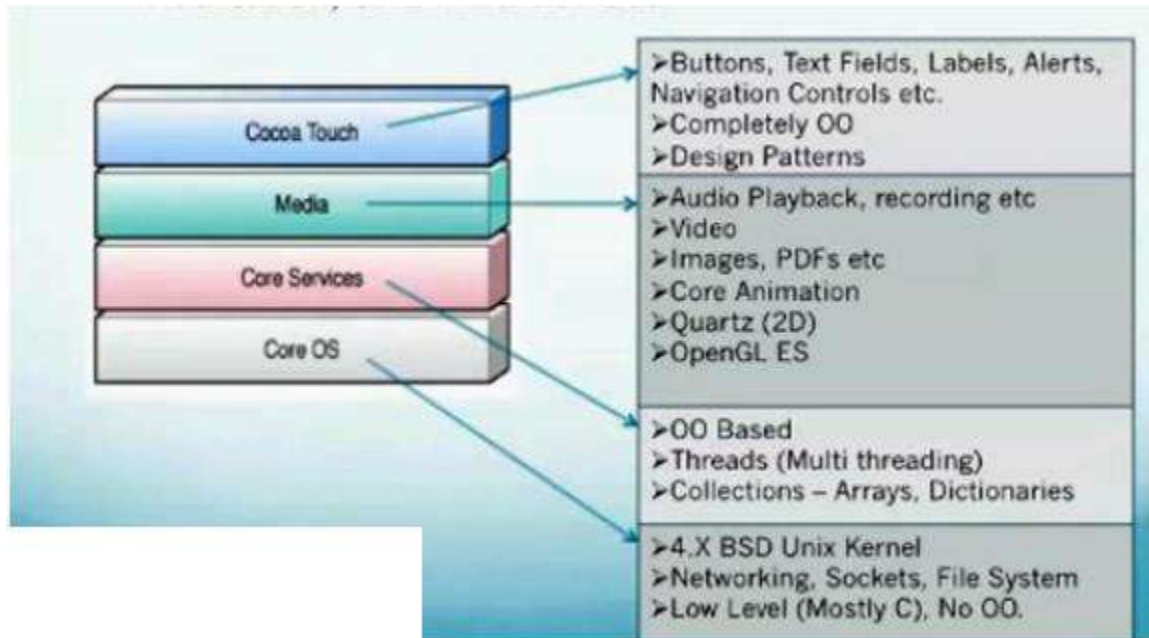 Cocoa Touch
Media
Core Services
Core OS
➢Buttons, Text Fields, Labels, Alerts,
Navigation Controls etc.
➢Completely OO
➢Design Patterns
➢Audio Playback, recording etc
➢Video
➢Images, PDFs etc
➢Core Animation
➢Quartz (2D)
➢OpenGL ES
➢OO Based
➢Threads (Multi threading)
➢Collections – Arrays, Dictionaries
➢4.X BSD Unix Kernel
➢Networking, Sockets, File System
➢Low Level (Mostly C), No OO.